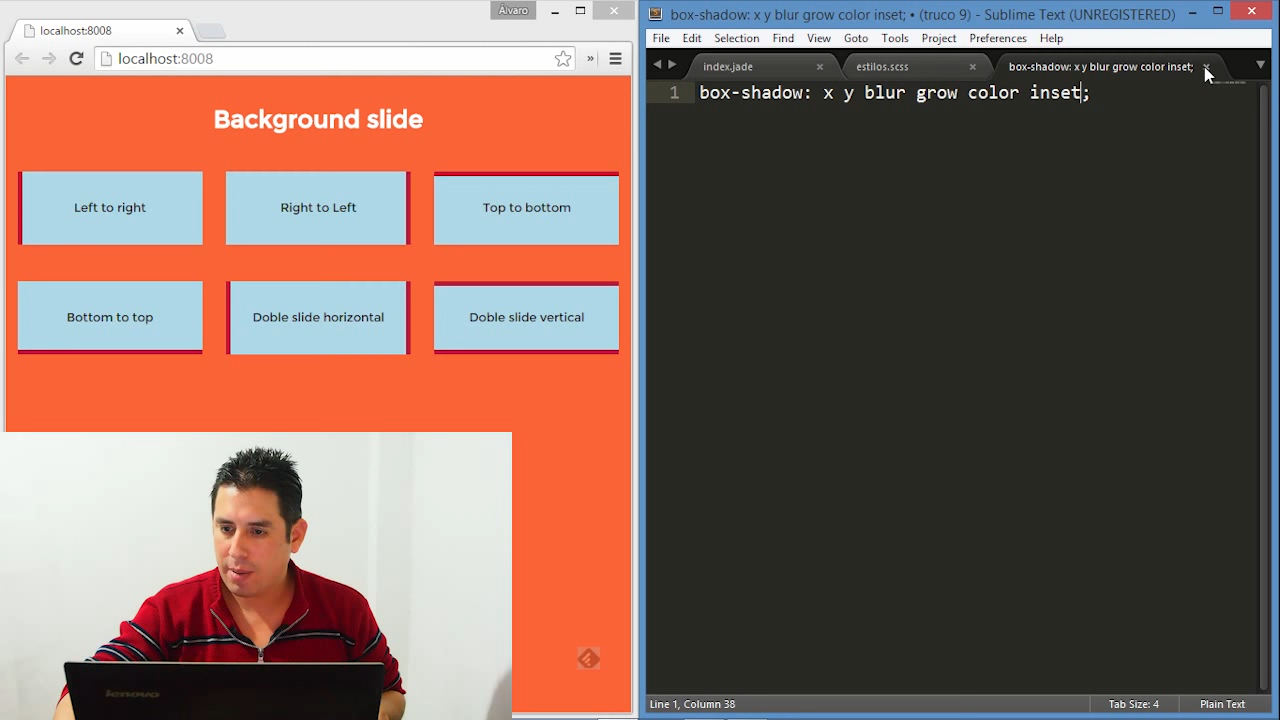 Álvaro
localhost:8008
localhost:8008
»
Background slide
Left to right
Right to Left
Top to bottom
Bottom to top
Doble slide horizontal
Doble slide vertical
lenovo
box-shadow: x y blur grow color inset; • (truco 9) - Sublime Text (UNREGISTERED)
File Edit Selection Find View Goto Tools Project Preferences Help
index.jade estilos.scss box-shadow: x y blur grow color inset;
1 box-shadow: x y blur grow color inset;
Line 1, Column 38 Tab Size: 4 Plain Text